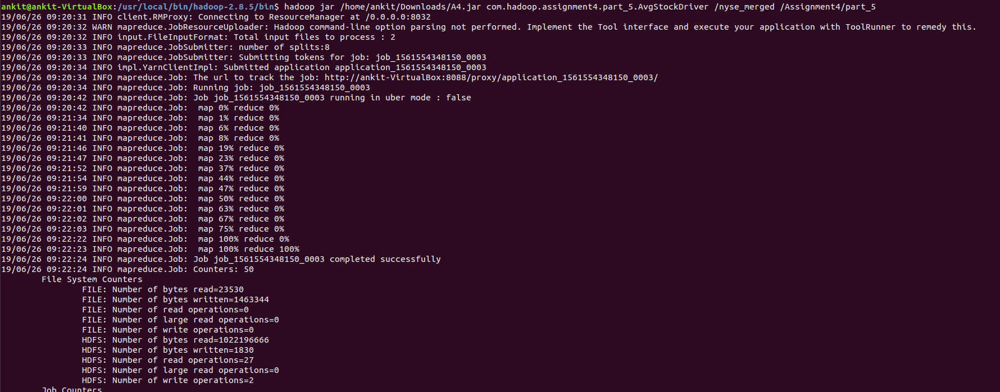 ankit@ankit-VirtualBox:/usr/local/bin/hadoop-2.8.5/bin$ hadoop jar /home/ankit/Downloads/A4.jar com.hadoop.assignment4.part_5.AvgStockDriver /nyse_merged /Assignment4/part_5
19/06/26 09:20:31 INFO client.RMProxy: Connecting to ResourceManager at /0.0.0.0:8032
19/06/26 09:20:32 WARN mapreduce.JobResourceUploader: Hadoop command-line option parsing not performed. Implement the Tool interface and execute your application with ToolRunner to remedy this.
19/06/26 09:20:32 INFO input.FileInputFormat: Total input files to process : 2
19/06/26 09:20:33 INFO mapreduce.JobSubmitter: number of splits:8
19/06/26 09:20:33 INFO mapreduce.JobSubmitter: Submitting tokens for job: job_1561554348150_0003
19/06/26 09:20:34 INFO impl.YarnClientImpl: Submitted application application_1561554348150_0003
19/06/26 09:20:34 INFO mapreduce.Job: The url to track the job: http://ankit-VirtualBox:8088/proxy/application_1561554348150_0003/
19/06/26 09:20:34 INFO mapreduce.Job: Running job: job_1561554348150_0003
19/06/26 09:20:42 INFO mapreduce.Job: Job job_1561554348150_0003 running in uber mode : false
19/06/26 09:20:42 INFO mapreduce.Job:  map 0% reduce 0%
19/06/26 09:21:34 INFO mapreduce.Job:  map 1% reduce 0%
19/06/26 09:21:40 INFO mapreduce.Job:  map 6% reduce 0%
19/06/26 09:21:41 INFO mapreduce.Job:  map 8% reduce 0%
19/06/26 09:21:46 INFO mapreduce.Job:  map 19% reduce 0%
19/06/26 09:21:47 INFO mapreduce.Job:  map 23% reduce 0%
19/06/26 09:21:52 INFO mapreduce.Job:  map 37% reduce 0%
19/06/26 09:21:54 INFO mapreduce.Job:  map 44% reduce 0%
19/06/26 09:21:59 INFO mapreduce.Job:  map 47% reduce 0%
19/06/26 09:22:00 INFO mapreduce.Job:  map 50% reduce 0%
19/06/26 09:22:01 INFO mapreduce.Job:  map 63% reduce 0%
19/06/26 09:22:02 INFO mapreduce.Job:  map 67% reduce 0%
19/06/26 09:22:03 INFO mapreduce.Job:  map 75% reduce 0%
19/06/26 09:22:22 INFO mapreduce.Job:  map 100% reduce 0%
19/06/26 09:22:23 INFO mapreduce.Job:  map 100% reduce 100%
19/06/26 09:22:24 INFO mapreduce.Job: Job job_1561554348150_0003 completed successfully
19/06/26 09:22:24 INFO mapreduce.Job: Counters: 50
File System Counters
FILE: Number of bytes read=23530
FILE: Number of bytes written=1463344
FILE: Number of read operations=0
FILE: Number of large read operations=0
FILE: Number of write operations=0
HDFS: Number of bytes read=1022196666
HDFS: Number of bytes written=1830
HDFS: Number of read operations=27
HDFS: Number of large read operations=0
HDFS: Number of write operations=2
Job Counters